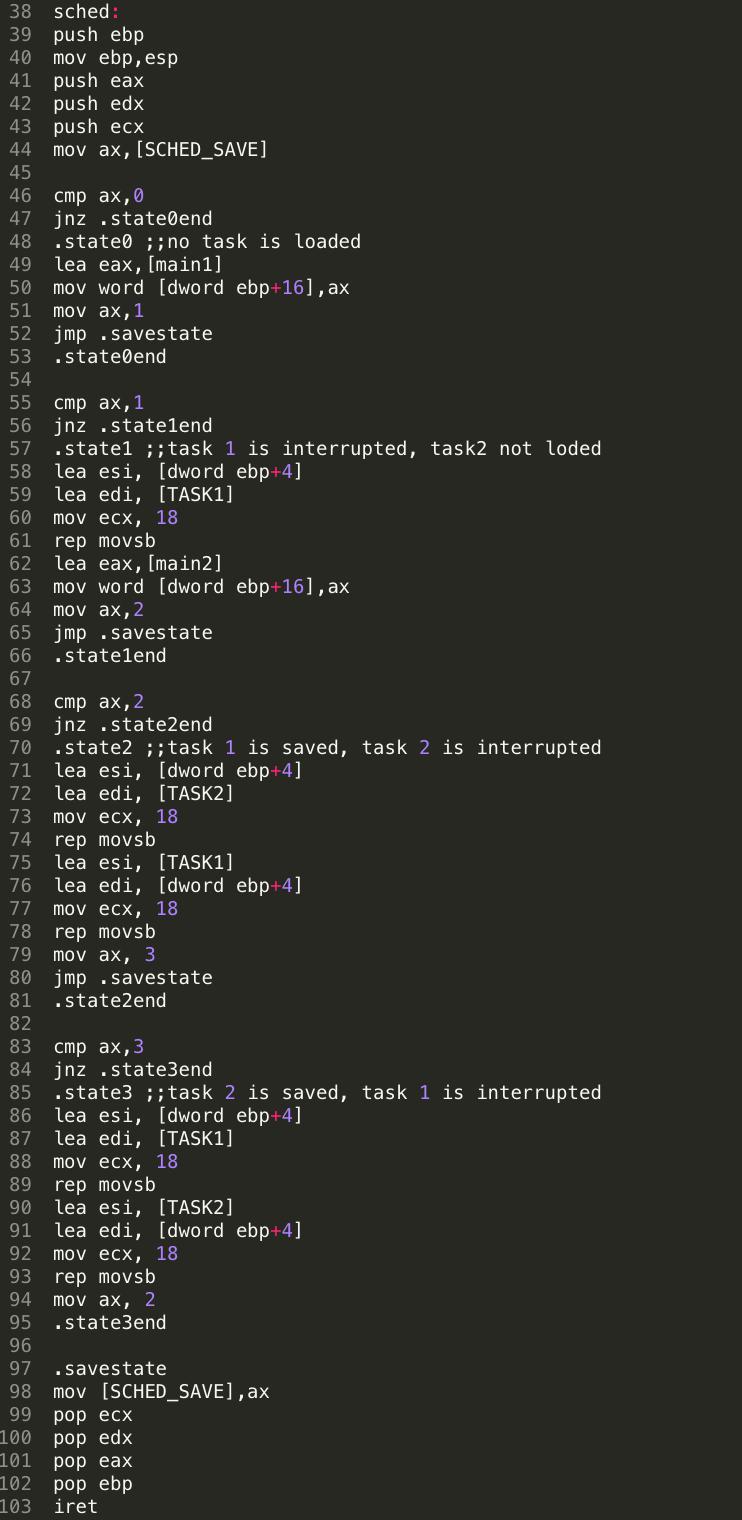 38 sched:
39 push ebp
40 mov ebp,esp
41 push eax
42 push edx
43 push ecx
44 mov ax,[SCHED_SAVE]
45
46 cmp ax,0
47 jnz .state0end
48 .state0 ;;no task is loaded
49 lea eax,[main1]
50 mov word [dword ebp+16],ax
51 mov ax,1
52 jmp .savestate
53 .state0end
54
55 cmp ax,1
56 jnz .state1end
57 .state1 ;;task 1 is interrupted, task2 not loded
58 lea esi, [dword ebp+4]
59 lea edi, [TASK1]
60 mov ecx, 18
61 rep movsb
62 lea eax,[main2]
63 mov word [dword ebp+16],ax
64 mov ax,2
65 jmp .savestate
66 .state1end
67
68 cmp ax,2
69 jnz .state2end
70 .state2 ;;task 1 is saved, task 2 is interrupted
71 lea esi, [dword ebp+4]
72 lea edi, [TASK2]
73 mov ecx, 18
74 rep movsb
75 lea esi, [TASK1]
76 lea edi, [dword ebp+4]
77 mov ecx, 18
78 rep movsb
79 mov ax, 3
80 jmp .savestate
81 .state2end
82
83 cmp ax,3
84 jnz .state3end
85 .state3 ;;task 2 is saved, task 1 is interrupted
86 lea esi, [dword ebp+4]
87 lea edi, [TASK1]
88 mov ecx, 18
89 rep movsb
90 lea esi, [TASK2]
91 lea edi, [dword ebp+4]
92 mov ecx, 18
93 rep movsb
94 mov ax, 2
95 .state3end
96
97 .savestate
98 mov [SCHED_SAVE],ax
99 pop ecx
100 pop edx
101 pop eax
102 pop ebp
103 iret